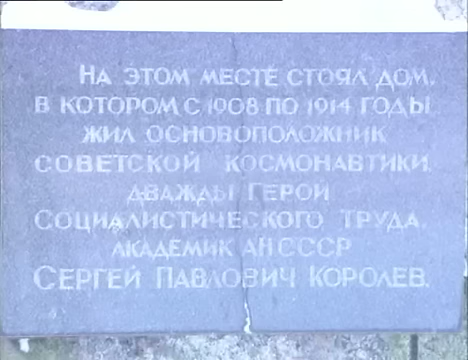 На этом месте стоял дом,
в котором с 1908 по 1914 годы
жил основоположник
советской космонавтики,
дважды Герой
Социалистического труда,
академик АН СССР
Сергей Павлович Королев.